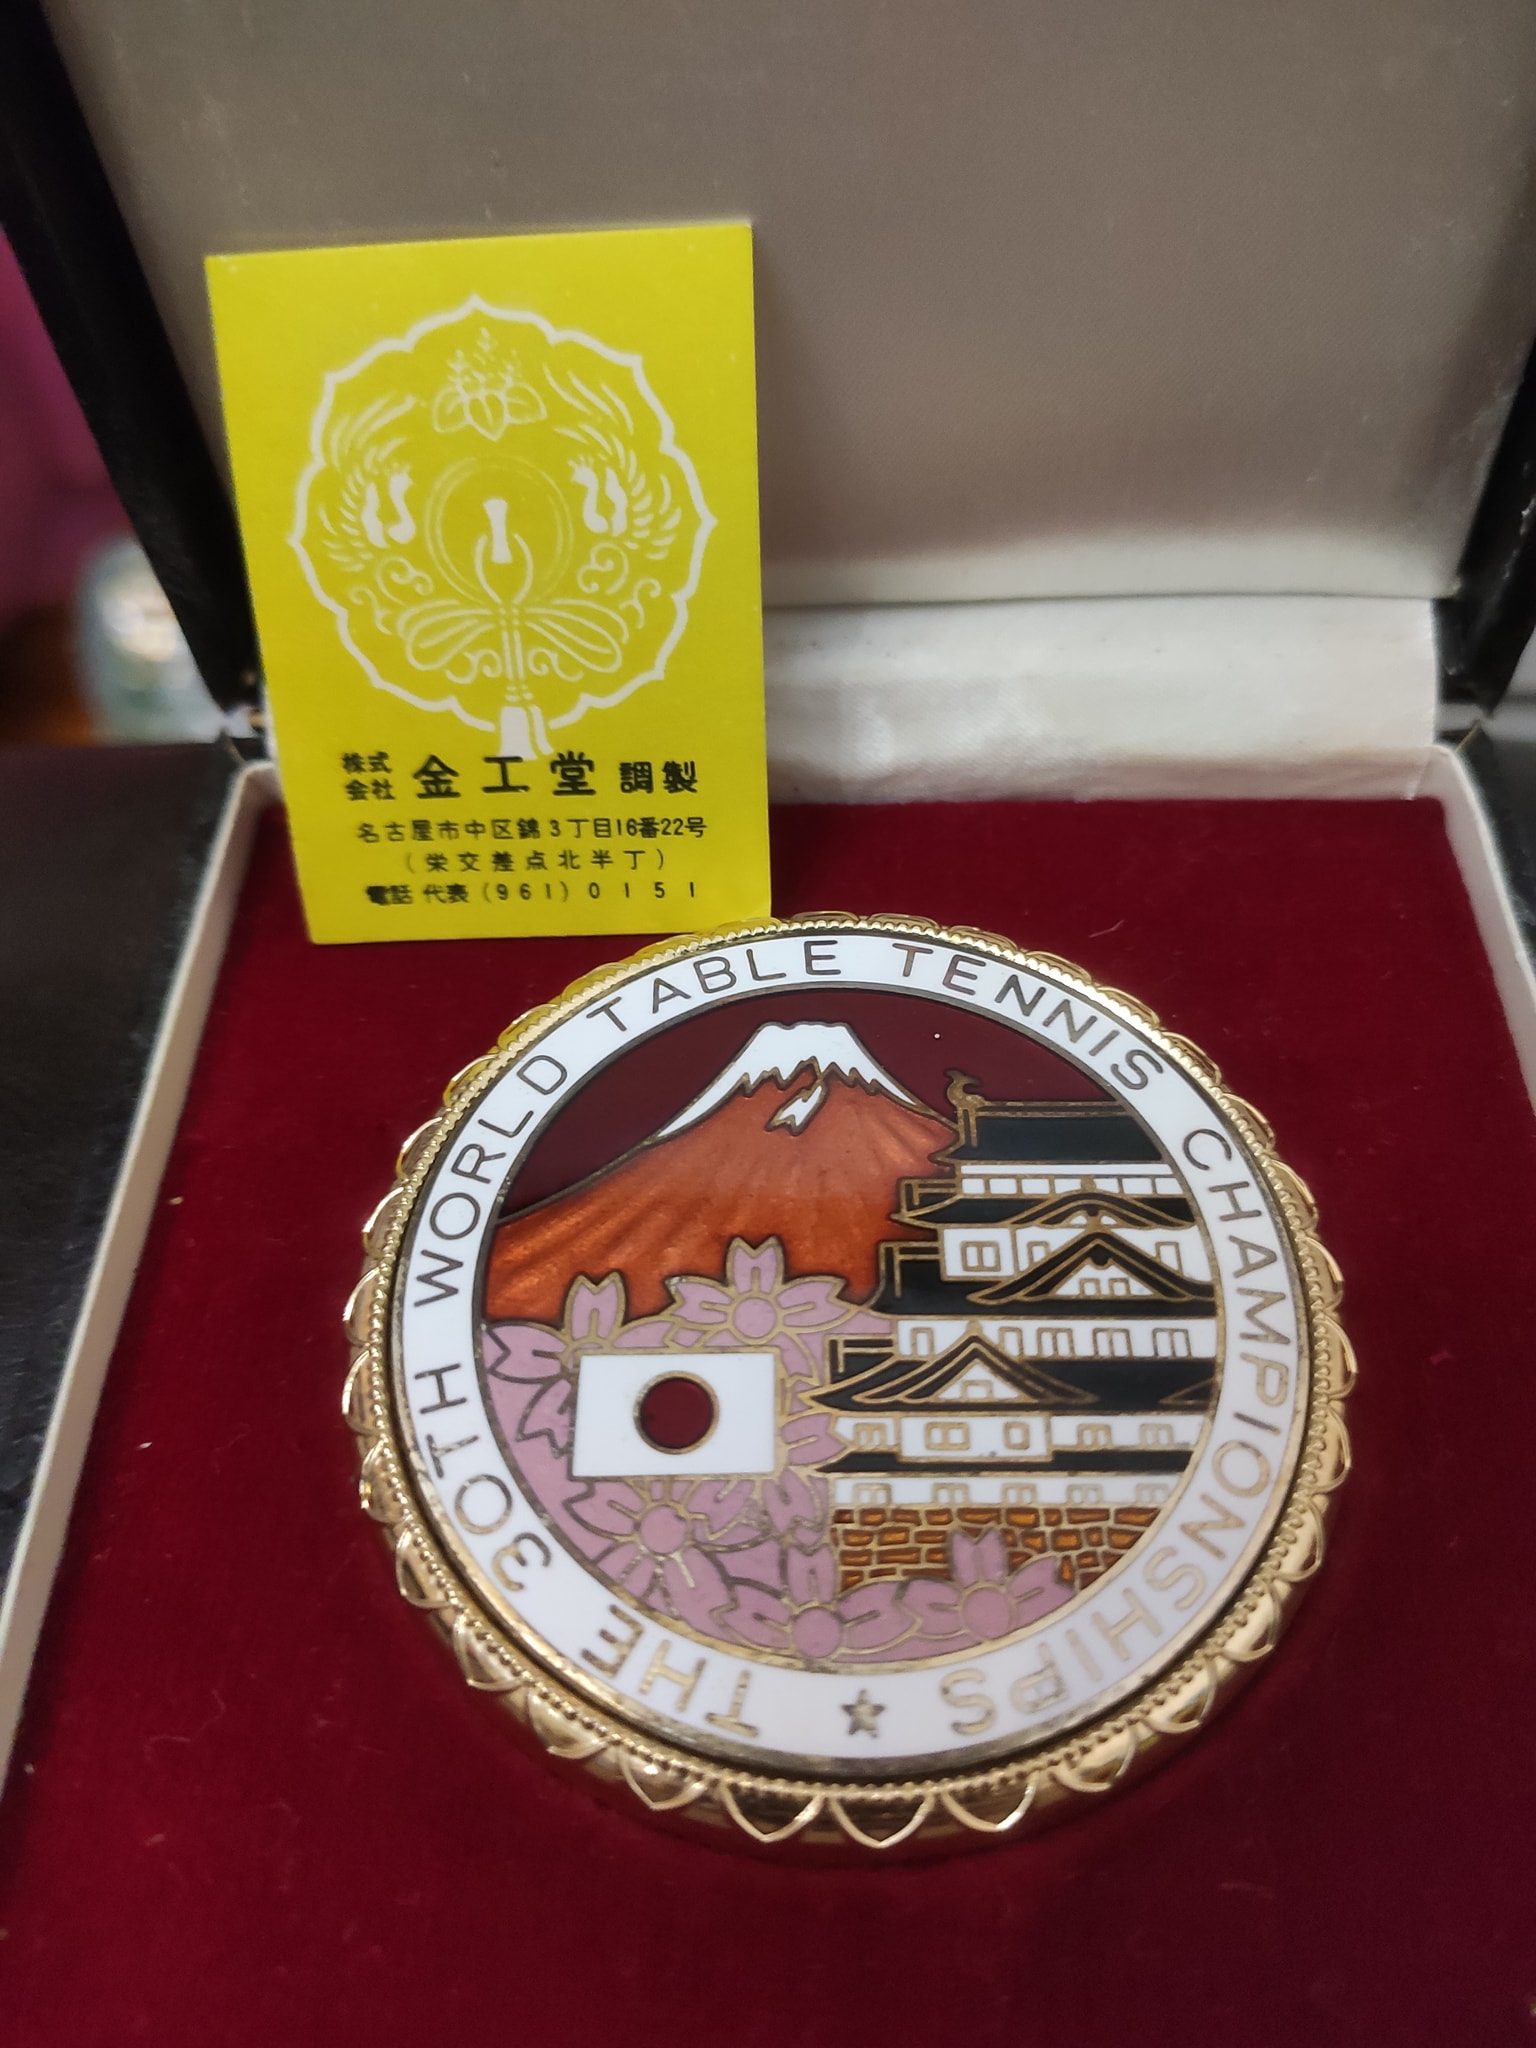 株式
会社 金工堂 調製
名古屋市中区錦3丁目16番22号
(栄交差点北半丁)
電話 代表(961)0151
THE 30TH WORLD TABLE TENNIS CHAMPIONSHIPS